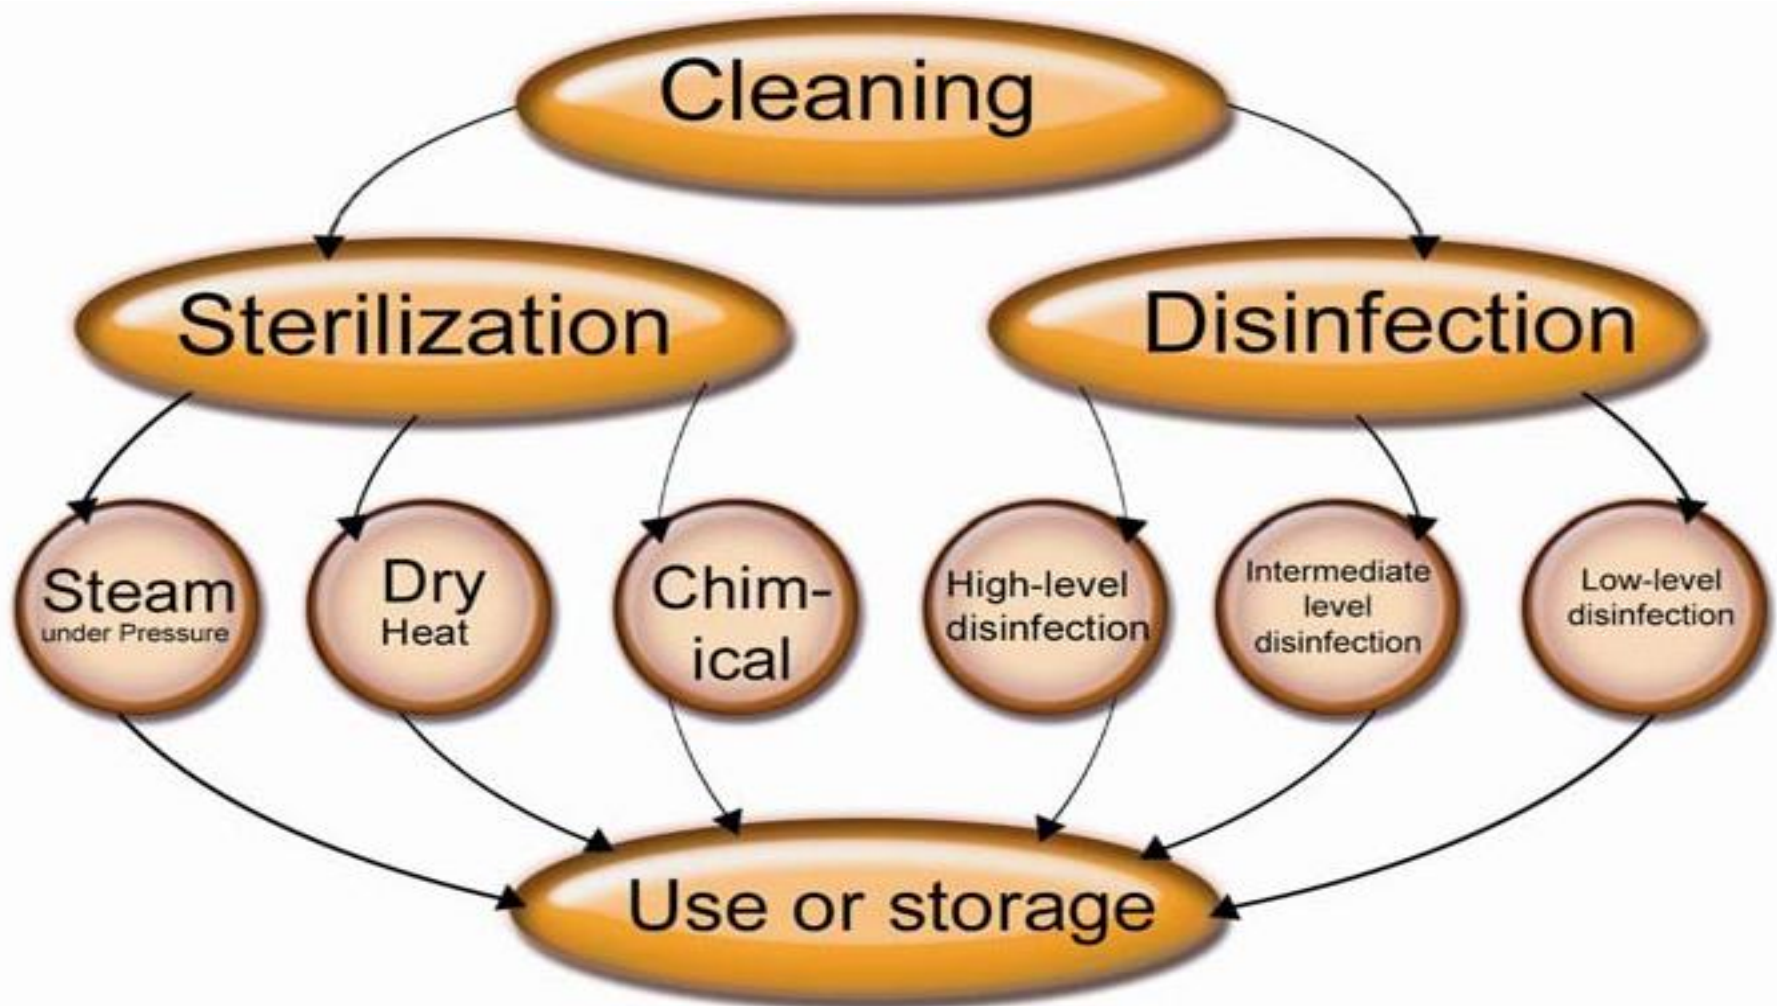 Cleaning
Sterilization
Disinfection
Steam
under Pressure
Dry
Heat
Chim-
ical
High-level
disinfection
Intermediate
level
disinfection
Low-level
disinfection
Use or storage